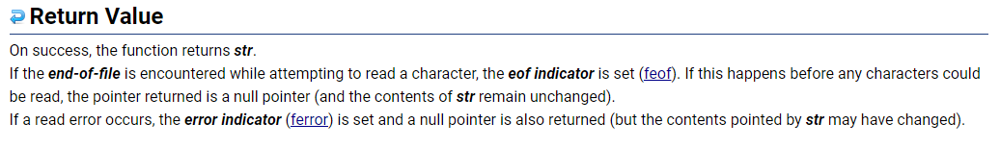 Return Value
On success, the function returns str.
If the end-of-file is encountered while attempting to read a character, the eof indicator is set (feof). If this happens before any characters could
be read, the pointer returned is a null pointer (and the contents of str remain unchanged).
If a read error occurs, the error indicator (ferror) is set and a null pointer is also returned (but the contents pointed by str may have changed).